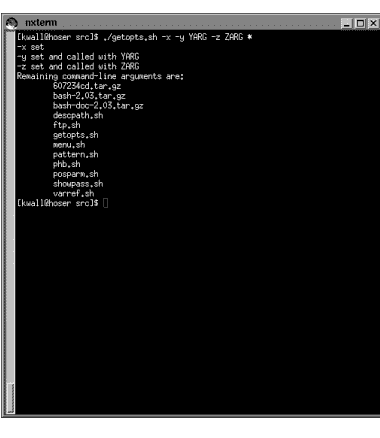 nxterm
[kwall@hoser src]$ ./getopts.sh -x -y YARG -z ZARG *
-x set
-y set and called with YARG
-z set and called with ZARG
Remaining command-line arguments are:
607234cd.tar.gz
bash-2.03.tar.gz
bash-doc-2.03.tar.gz
descpath.sh
ftp.sh
getopts.sh
menu.sh
pattern.sh
phb.sh
posparm.sh
showpass.sh
varref.sh
[kwall@hoser src]$